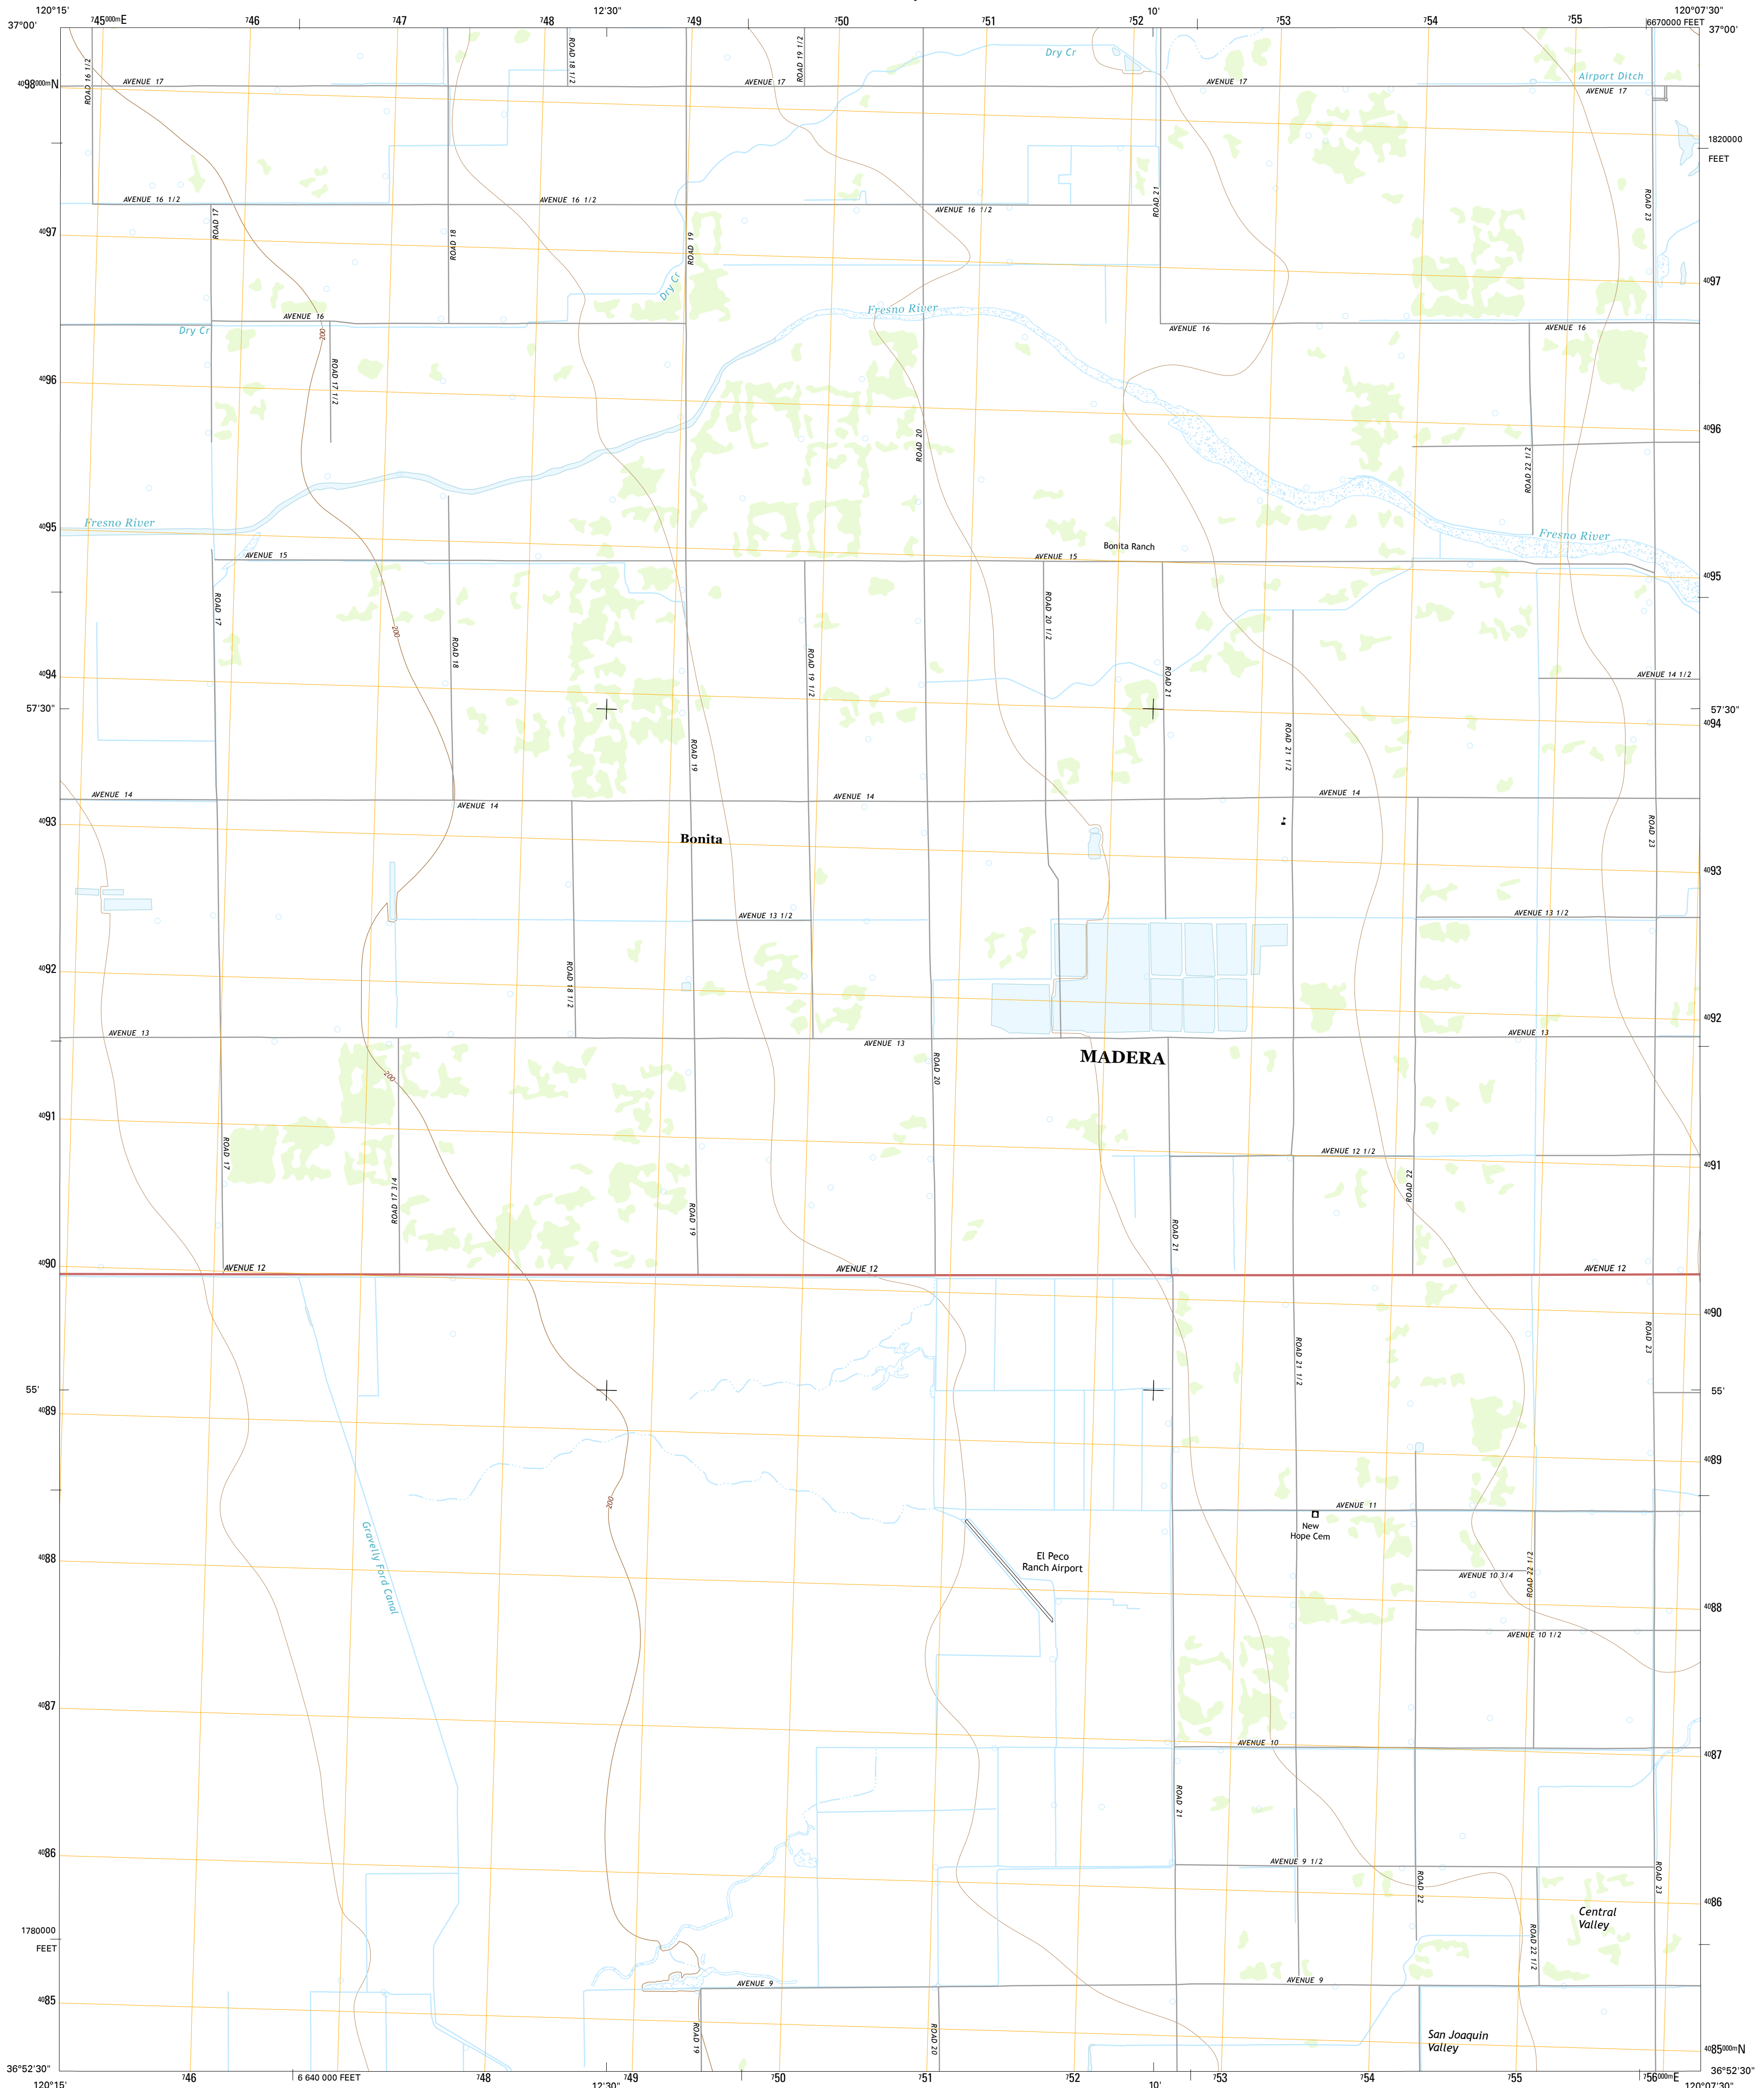 120°15'
⁷45⁰⁰⁰ᵐE
⁷46
⁷47
⁷48
12'30"
⁷49
⁷50
⁷51
⁷52
10'
⁷53
⁷54
⁷55
6670000 FEET
120°07'30"
37°00'
37°00'
ROAD 16 1/2
ROAD 18 1/2
ROAD 19 1/2
Dry Cr
Airport Ditch
⁴⁰98⁰⁰⁰ᵐN
AVENUE 17
AVENUE 17
AVENUE 17
AVENUE 17
1820000
FEET
AVENUE 16 1/2
AVENUE 16 1/2
AVENUE 16 1/2
ROAD 17
ROAD 18
ROAD 19
ROAD 21
ROAD 23
⁴⁰97
⁴⁰97
Dry Cr
Fresno River
AVENUE 16
AVENUE 16
AVENUE 16
Dry Cr
200
ROAD 17 1/2
⁴⁰96
⁴⁰96
ROAD 20
ROAD 22 1/2
⁴⁰95
Fresno River
Fresno River
Bonita Ranch
AVENUE 15
AVENUE 15
⁴⁰95
ROAD 17
200
ROAD 18
ROAD 20 1/2
ROAD 19 1/2
ROAD 21
AVENUE 14 1/2
⁴⁰94
57'30"
57'30"
⁴⁰94
ROAD 19
ROAD 21 1/2
AVENUE 14
AVENUE 14
AVENUE 14
AVENUE 14
⁴⁰93
Bonita
ROAD 23
⁴⁰93
AVENUE 13 1/2
AVENUE 13 1/2
⁴⁰92
ROAD 18 1/2
⁴⁰92
AVENUE 13
AVENUE 13
AVENUE 13
MADERA
200
ROAD 20
⁴⁰91
ROAD 17
AVENUE 12 1/2
⁴⁰91
ROAD 17 3/4
ROAD 19
ROAD 21
ROAD 22
⁴⁰90
AVENUE 12
AVENUE 12
AVENUE 12
⁴⁰90
ROAD 21 1/2
ROAD 23
55'
55'
⁴⁰89
⁴⁰89
200
AVENUE 11
New
Hope Cem
Gravelly Ford Canal
El Peco
Ranch Airport
⁴⁰88
AVENUE 10 3/4
ROAD 22 1/2
⁴⁰88
AVENUE 10 1/2
⁴⁰87
AVENUE 10
⁴⁰87
ROAD 21
⁴⁰86
AVENUE 9 1/2
ROAD 22
ROAD 23
⁴⁰86
Central
Valley
1780000
FEET
ROAD 22 1/2
AVENUE 9
AVENUE 9
⁴⁰85
ROAD 19
ROAD 20
San Joaquin
Valley
⁴⁰85⁰⁰⁰ᵐN
36°52'30"
36°52'30"
120°15'
⁷46
6 640 000 FEET
⁷48
12'30"
⁷49
⁷50
⁷51
⁷52
10'
⁷53
⁷54
⁷55
⁷56⁰⁰⁰ᵐE
120°07'30"